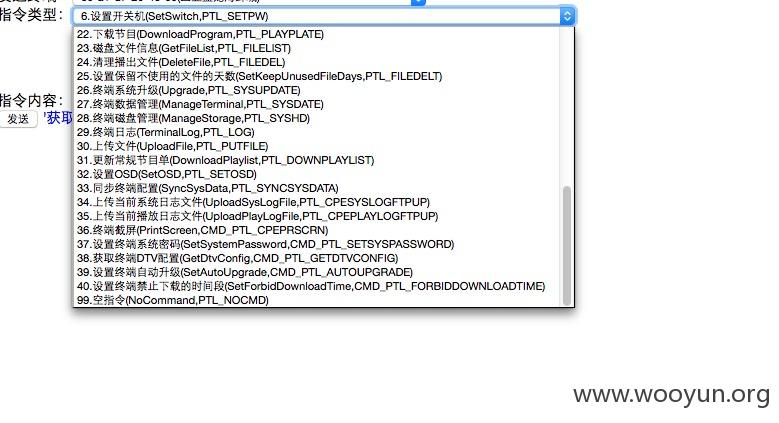 指令类型:
6.设置开关机(SetSwitch,PTL_SETPW)
22.下载节目(DownloadProgram,PTL_PLAYPLATE)
23.磁盘文件信息(GetFileList,PTL_FILELIST)
24.清理播出文件(DeleteFile,PTL_FILEDEL)
25.设置保留不使用的文件的天数(SetKeepUnusedFileDays,PTL_FILEDELT)
26.终端系统升级(Upgrade,PTL_SYSUPDATE)
27.终端数据管理(ManageTerminal,PTL_SYSDATE)
28.终端磁盘管理(ManageStorage,PTL_SYSHD)
29.终端日志(TerminalLog,PTL_LOG)
30.上传文件(UploadFile,PTL_PUTFILE)
31.更新常规节目单(DownloadPlaylist,PTL_DOWNPLAYLIST)
32.设置OSD(SetOSD,PTL_SETOSD)
33.同步终端配置(SyncSysData,PTL_SYNCSYSDATA)
34.上传当前系统日志文件(UploadSysLogFile,PTL_CPESYSLOGFTPUP)
35.上传当前播放日志文件(UploadPlayLogFile,PTL_CPEPLAYLOGFTPUP)
36.终端截屏(PrintScreen,CMD_PTL_CPEPRSCRN)
37.设置终端系统密码(SetSystemPassword,CMD_PTL_SETSYSPASSWORD)
38.获取终端DTV配置(GetDtvConfig,CMD_PTL_GETDTVCONFIG)
39.设置终端自动升级(SetAutoUpgrade,CMD_PTL_AUTOUPGRADE)
40.设置终端禁止下载的时间段(SetForbidDownloadTime,CMD_PTL_FORBIDDOWNLOADTIME)
99.空指令(NoCommand,PTL_NOCMD)
指令内容:
发送 '获取
www.wooyun.org